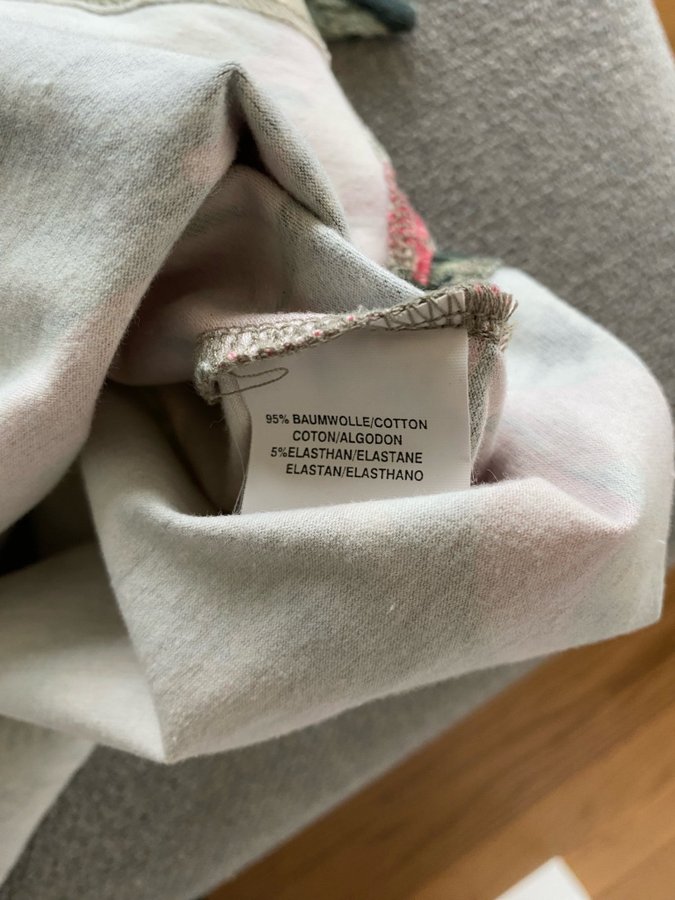 95% BAUMWOLLE/COTTON
COTON/ALGODON
5%ELASTHAN/ELASTANE
ELASTAN/ELASTHANO